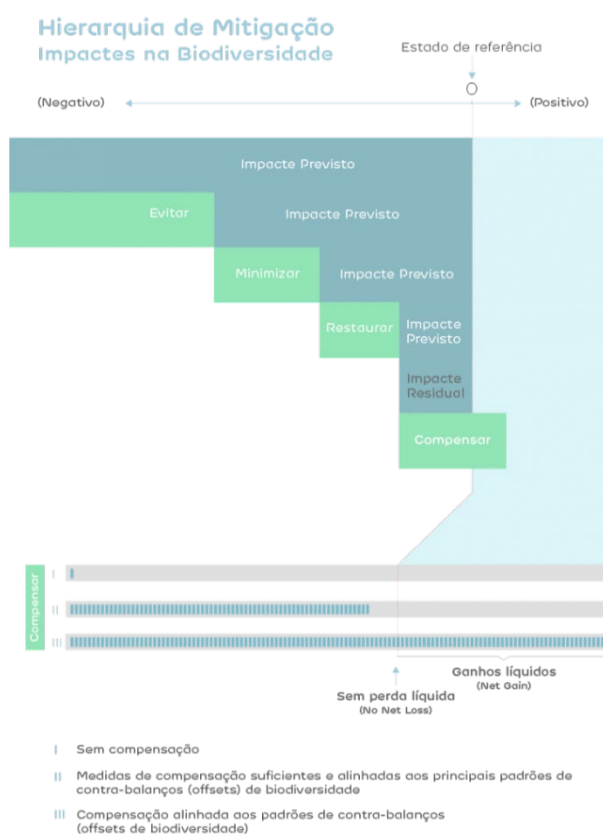 Hierarquia de Mitigação
Impactes na Biodiversidade
Estado de referência
0
(Negativo)
(Positivo)
Impacte Previsto
Evitar
Impacte Previsto
Minimizar
Impacte Previsto
Restaurar
Impacte
Previsto
Impacte
Residual
Compensar
Compensar
I
II
III
Sem perda líquida
(No Net Loss)
Ganhos líquidos
(Net Gain)
I Sem compensação
II Medidas de compensação suficientes e alinhadas aos principais padrões de
contra-balanços (offsets) de biodiversidade
III Compensação alinhada aos padrões de contra-balanços
(offsets de biodiversidade)